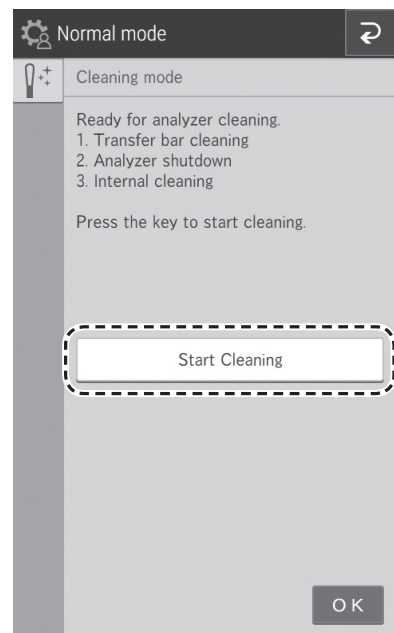 Normal mode
Cleaning mode
Ready for analyzer cleaning.
1. Transfer bar cleaning
2. Analyzer shutdown
3. Internal cleaning
Press the key to start cleaning.
Start Cleaning
OK